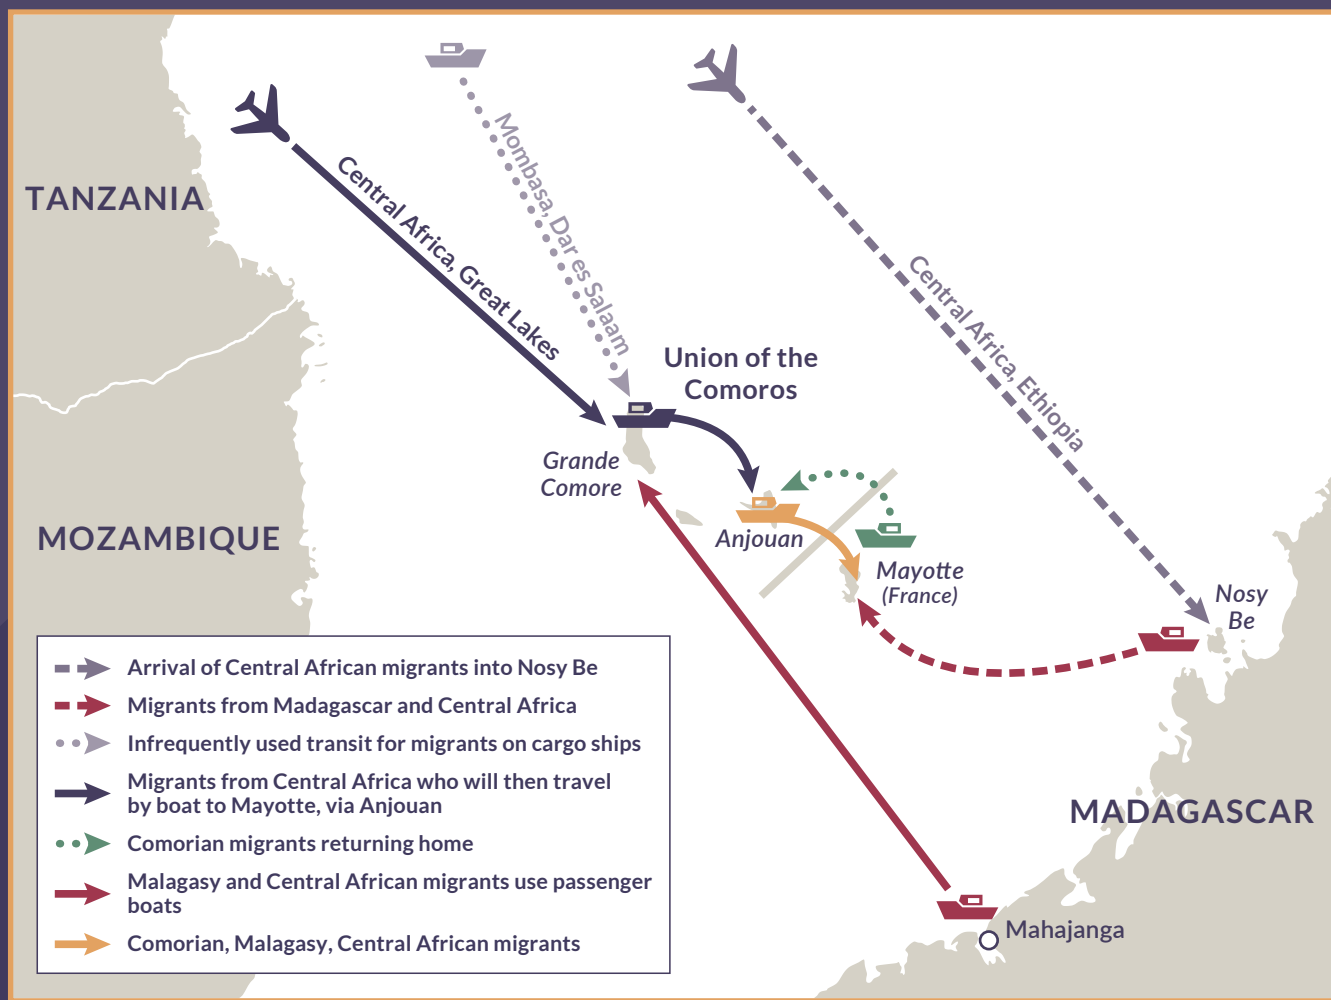 TANZANIA
MOZAMBIQUE
Central Africa, Great Lakes
Mombasa, Dar es Salaam
Central Africa, Ethiopia
Union of the
Comoros
Grande
Comore
Anjouan
Mayotte
(France)
Nosy
Be
MADAGASCAR
Mahajanga
Arrival of Central African migrants into Nosy Be
Migrants from Madagascar and Central Africa
Infrequently used transit for migrants on cargo ships
Migrants from Central Africa who will then travel
by boat to Mayotte, via Anjouan
Comorian migrants returning home
Malagasy and Central African migrants use passenger
boats
Comorian, Malagasy, Central African migrants